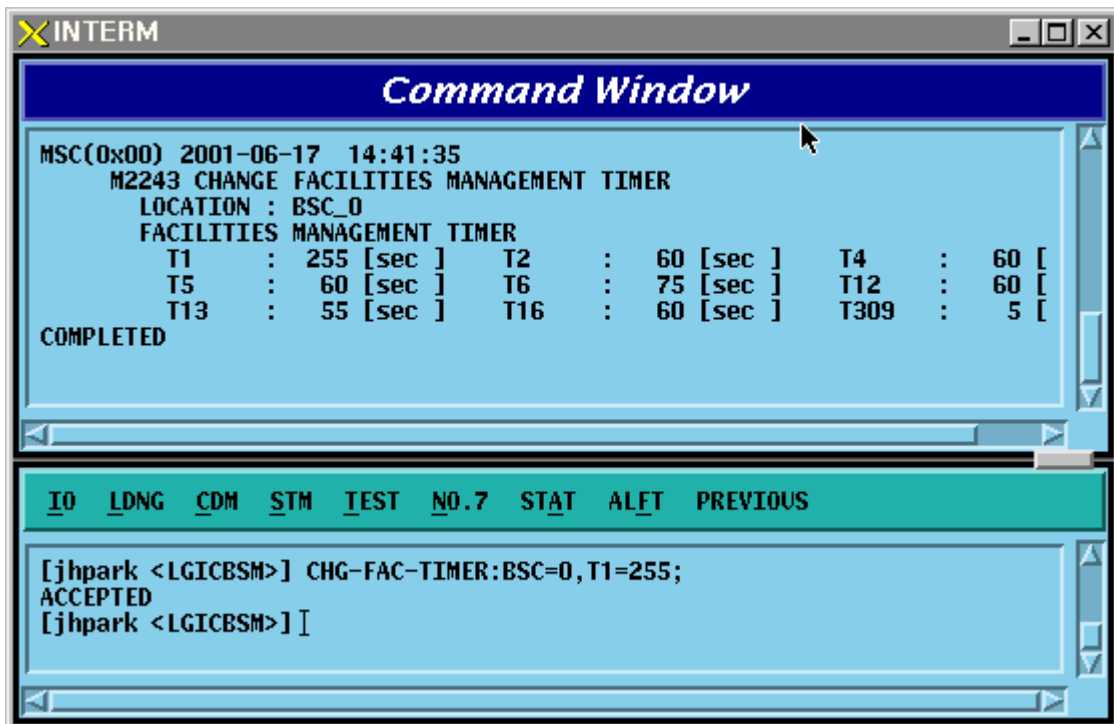 INTERM
Command Window
MSC(0x00) 2001-06-17 14:41:35
M2243 CHANGE FACILITIES MANAGEMENT TIMER
LOCATION : BSC_0
FACILITIES MANAGEMENT TIMER
T1 : 255 [sec ] T2 : 60 [sec ] T4 : 60 [
T5 : 60 [sec ] T6 : 75 [sec ] T12 : 60 [
T13 : 55 [sec ] T16 : 60 [sec ] T309 : 5 [
COMPLETED
IO LDNG CDM STM TEST NO.7 STAT ALFT PREVIOUS
[jhpark <LGICBSM>] CHG-FAC-TIMER:BSC=0,T1=255;
ACCEPTED
[jhpark <LGICBSM>]